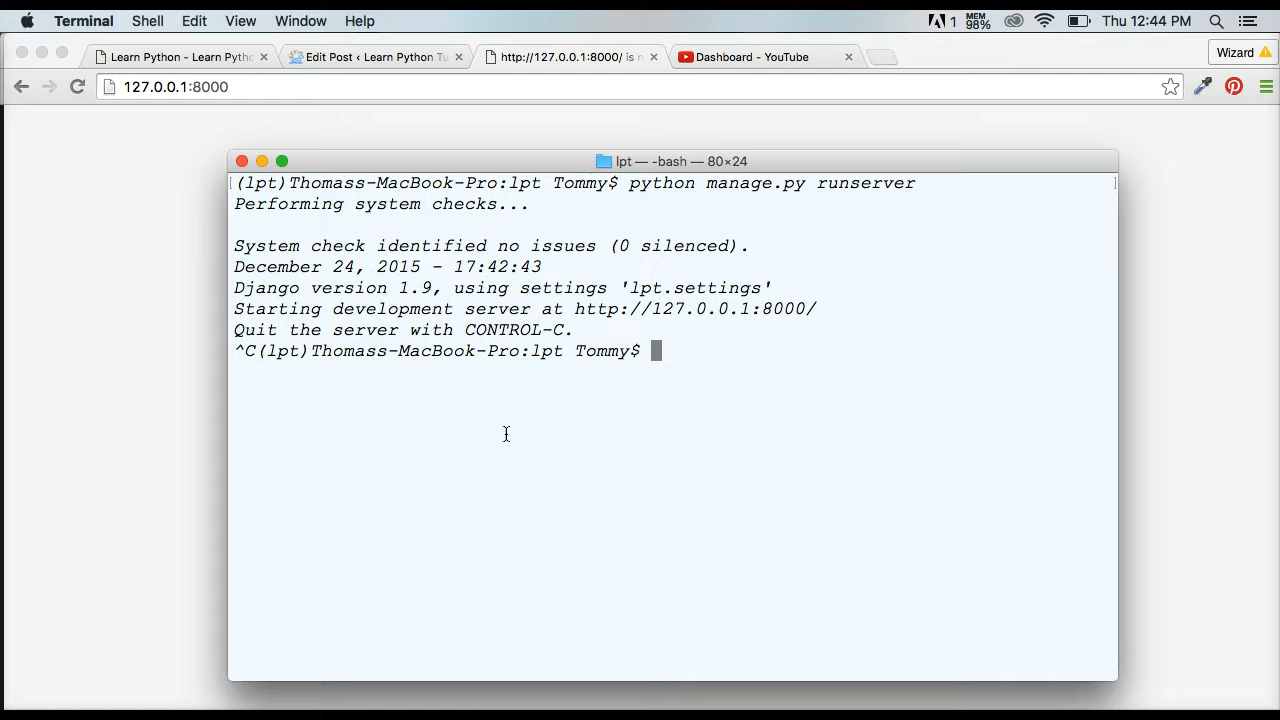 Terminal Shell Edit View Window Help 1 MEM 98% Thu 12:44 PM
Learn Python - Learn Pytho Edit Post ‹ Learn Python Tu http://127.0.0.1:8000/ is n Dashboard - YouTube Wizard
127.0.0.1:8000
lpt — -bash — 80×24
(lpt)Thomass-MacBook-Pro:lpt Tommy$ python manage.py runserver
Performing system checks...
System check identified no issues (0 silenced).
December 24, 2015 - 17:42:43
Django version 1.9, using settings 'lpt.settings'
Starting development server at http://127.0.0.1:8000/
Quit the server with CONTROL-C.
^C(lpt)Thomass-MacBook-Pro:lpt Tommy$